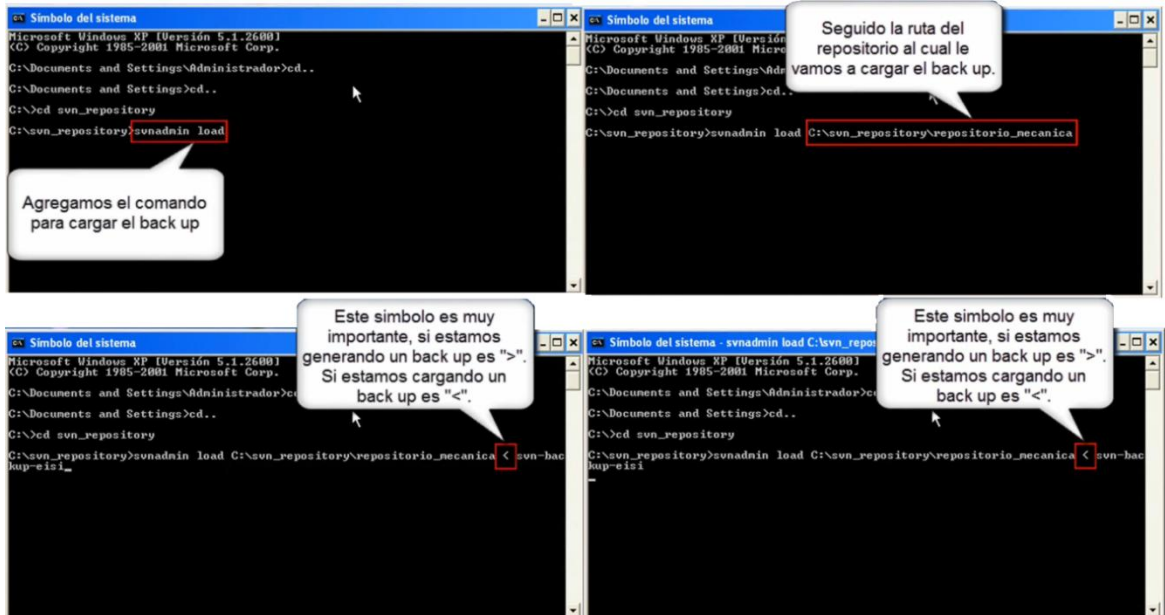 Símbolo del sistema
Microsoft Windows XP [Versión 5.1.2600]
(C) Copyright 1985-2001 Microsoft Corp.
C:\Documents and Settings\Administrador>cd..
C:\Documents and Settings>cd..
C:\>cd svn_repository
C:\svn_repository>svnadmin load
Agregamos el comando
para cargar el back up
Símbolo del sistema
Microsoft Windows XP [Versión
(C) Copyright 1985-2001 Micro
C:\Documents and Settings\Adm
C:\Documents and Settings>cd..
C:\>cd svn_repository
C:\svn_repository>svnadmin load C:\svn_repository\repositorio_mecanica
Seguido la ruta del
repositorio al cual le
vamos a cargar el back up.
Símbolo del sistema
Microsoft Windows XP [Versión 5.1.2600]
(C) Copyright 1985-2001 Microsoft Corp.
C:\Documents and Settings\Administrador>c
C:\Documents and Settings>cd..
C:\>cd svn_repository
C:\svn_repository>svnadmin load C:\svn_repository\repositorio_mecanica < svn-bac
kup-eisi_
Este simbolo es muy
importante, si estamos
generando un back up es ">".
Si estamos cargando un
back up es "<".
Símbolo del sistema - svnadmin load C:\svn_repos
Microsoft Windows XP [Versión 5.1.2600]
(C) Copyright 1985-2001 Microsoft Corp.
C:\Documents and Settings\Administrador>c
C:\Documents and Settings>cd..
C:\>cd svn_repository
C:\svn_repository>svnadmin load C:\svn_repository\repositorio_mecanica < svn-bac
kup-eisi
Este simbolo es muy
importante, si estamos
generando un back up es ">".
Si estamos cargando un
back up es "<".